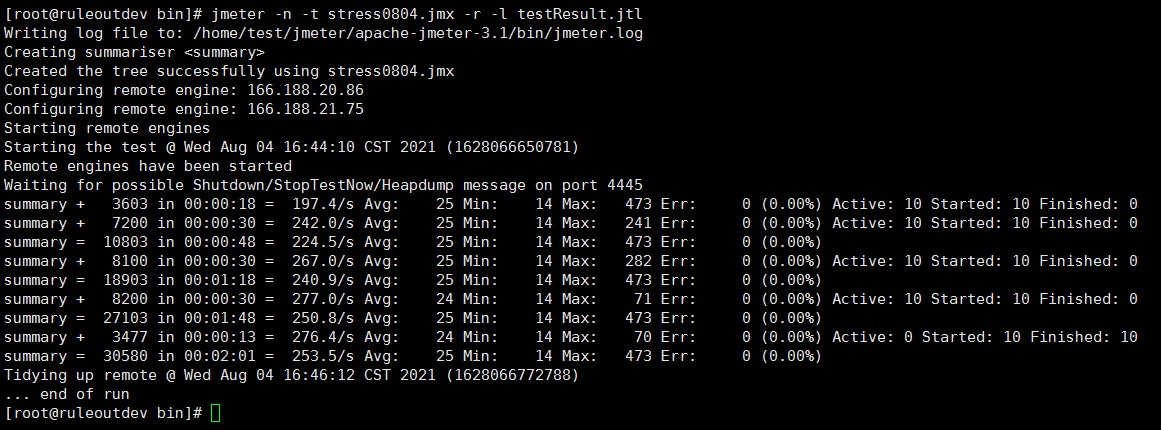 [root@ruleoutdev bin]# jmeter -n -t stress0804.jmx -r -l testResult.jtl
Writing log file to: /home/test/jmeter/apache-jmeter-3.1/bin/jmeter.log
Creating summariser <summary>
Created the tree successfully using stress0804.jmx
Configuring remote engine: 166.188.20.86
Configuring remote engine: 166.188.21.75
Starting remote engines
Starting the test @ Wed Aug 04 16:44:10 CST 2021 (1628066650781)
Remote engines have been started
Waiting for possible Shutdown/StopTestNow/Heapdump message on port 4445
summary +   3603 in 00:00:18 =  197.4/s Avg:    25 Min:    14 Max:   473 Err:     0 (0.00%) Active: 10 Started: 10 Finished: 0
summary +   7200 in 00:00:30 =  242.0/s Avg:    25 Min:    14 Max:   241 Err:     0 (0.00%) Active: 10 Started: 10 Finished: 0
summary =  10803 in 00:00:48 =  224.5/s Avg:    25 Min:    14 Max:   473 Err:     0 (0.00%)
summary +   8100 in 00:00:30 =  267.0/s Avg:    25 Min:    14 Max:   282 Err:     0 (0.00%) Active: 10 Started: 10 Finished: 0
summary =  18903 in 00:01:18 =  240.9/s Avg:    25 Min:    14 Max:   473 Err:     0 (0.00%)
summary +   8200 in 00:00:30 =  277.0/s Avg:    24 Min:    14 Max:    71 Err:     0 (0.00%) Active: 10 Started: 10 Finished: 0
summary =  27103 in 00:01:48 =  250.8/s Avg:    25 Min:    14 Max:   473 Err:     0 (0.00%)
summary +   3477 in 00:00:13 =  276.4/s Avg:    24 Min:    14 Max:    70 Err:     0 (0.00%) Active: 0 Started: 10 Finished: 10
summary =  30580 in 00:02:01 =  253.5/s Avg:    25 Min:    14 Max:   473 Err:     0 (0.00%)
Tidying up remote @ Wed Aug 04 16:46:12 CST 2021 (1628066772788)
... end of run
[root@ruleoutdev bin]#